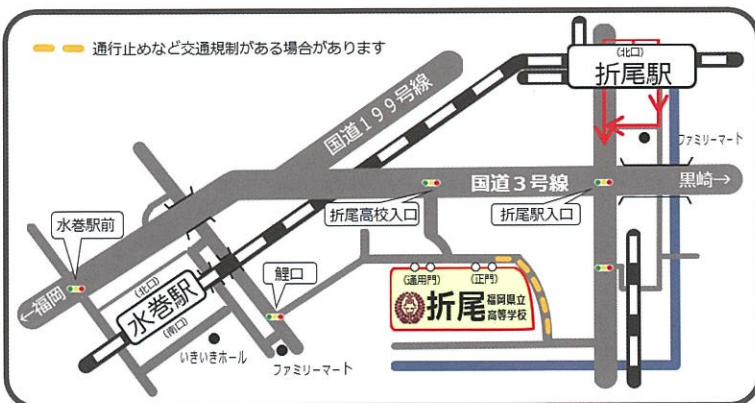 通行止めなど交通規制がある場合があります
(北口)
折尾駅
国道199号線
ファミリーマート
国道3号線
黒崎→
水巻駅前
折尾高校入口
折尾駅入口
←福岡
(北口)
水巻駅
(南口)
鯉口
(通用門)
(正門)
折尾
福岡県立
高等学校
いきいきホール
ファミリーマート